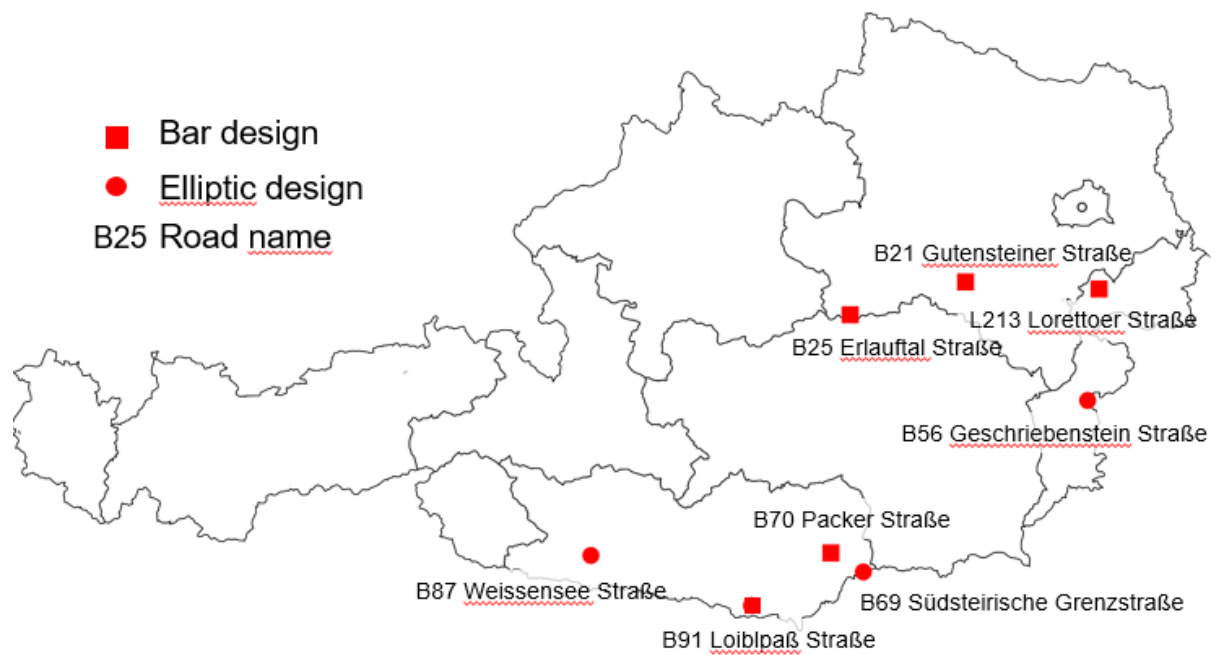 Bar design
Elliptic design
B25 Road name
B21 Gutensteiner Straße
L213 Lorettoer Straße
B25 Erlauftal Straße
B56 Geschriebenstein Straße
B70 Packer Straße
B87 Weissensee Straße
B69 Südsteirische Grenzstraße
B91 Loiblpaß Straße